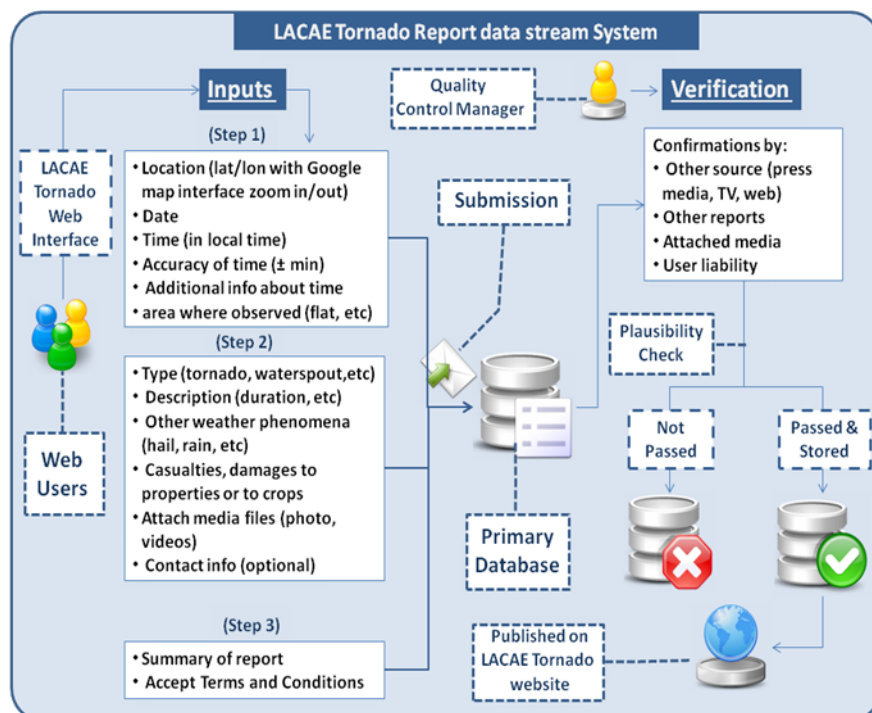 LACAE Tornado Report data stream System
Inputs
LACAE
Tornado
Web
Interface
Web
Users
(Step 1)
• Location (lat/lon with Google
map interface zoom in/out)
• Date
• Time (in local time)
• Accuracy of time (± min)
• Additional info about time
• area where observed (flat, etc)
(Step 2)
• Type (tornado, waterspout,etc)
• Description (duration, etc)
• Other weather phenomena
(hail, rain, etc)
• Casualties, damages to
properties or to crops
• Attach media files (photo,
videos)
• Contact info (optional)
(Step 3)
• Summary of report
• Accept Terms and Conditions
Submission
Primary
Database
Quality
Control Manager
Verification
Confirmations by:
• Other source (press
media, TV, web)
• Other reports
• Attached media
• User liability
Plausibility
Check
Not
Passed
Passed &
Stored
Published on
LACAE Tornado
website